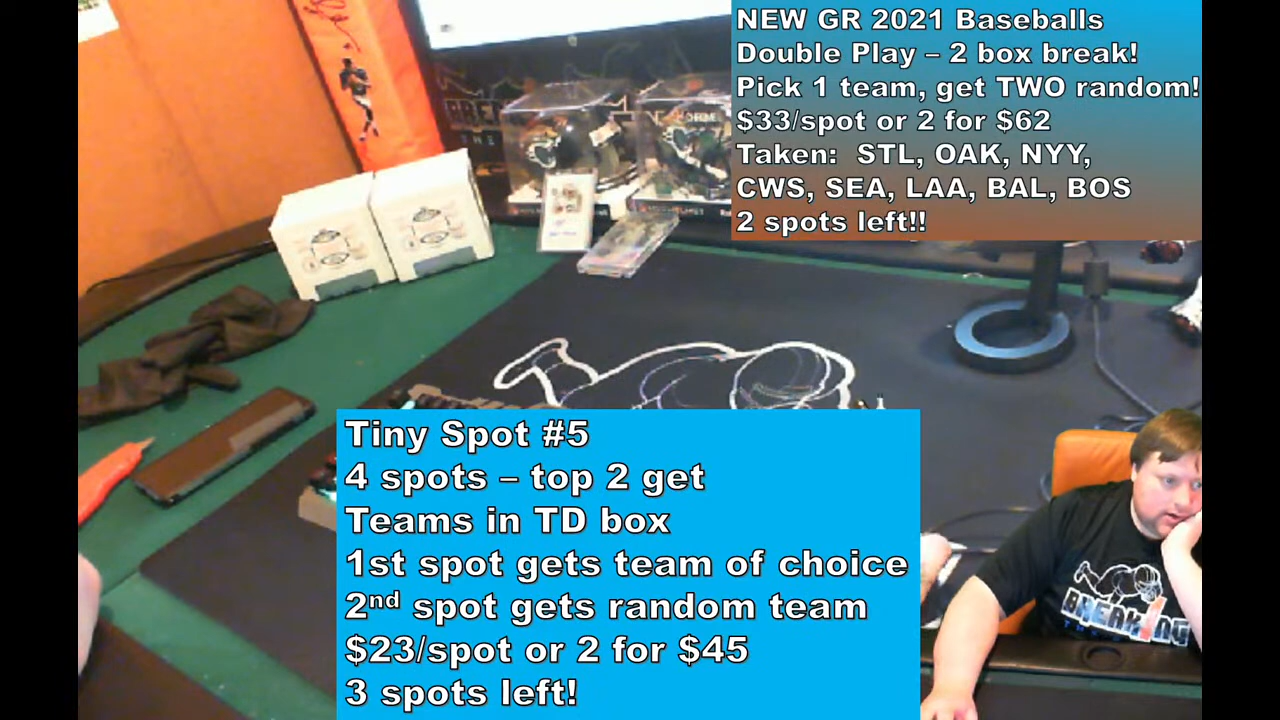 NEW GR 2021 Baseballs
Double Play – 2 box break!
Pick 1 team, get TWO random!
$33/spot or 2 for $62
Taken:  STL, OAK, NYY,
CWS, SEA, LAA, BAL, BOS
2 spots left!!
Tiny Spot #5
4 spots – top 2 get
Teams in TD box
1st spot gets team of choice
2nd spot gets random team
$23/spot or 2 for $45
3 spots left!
BREAKING